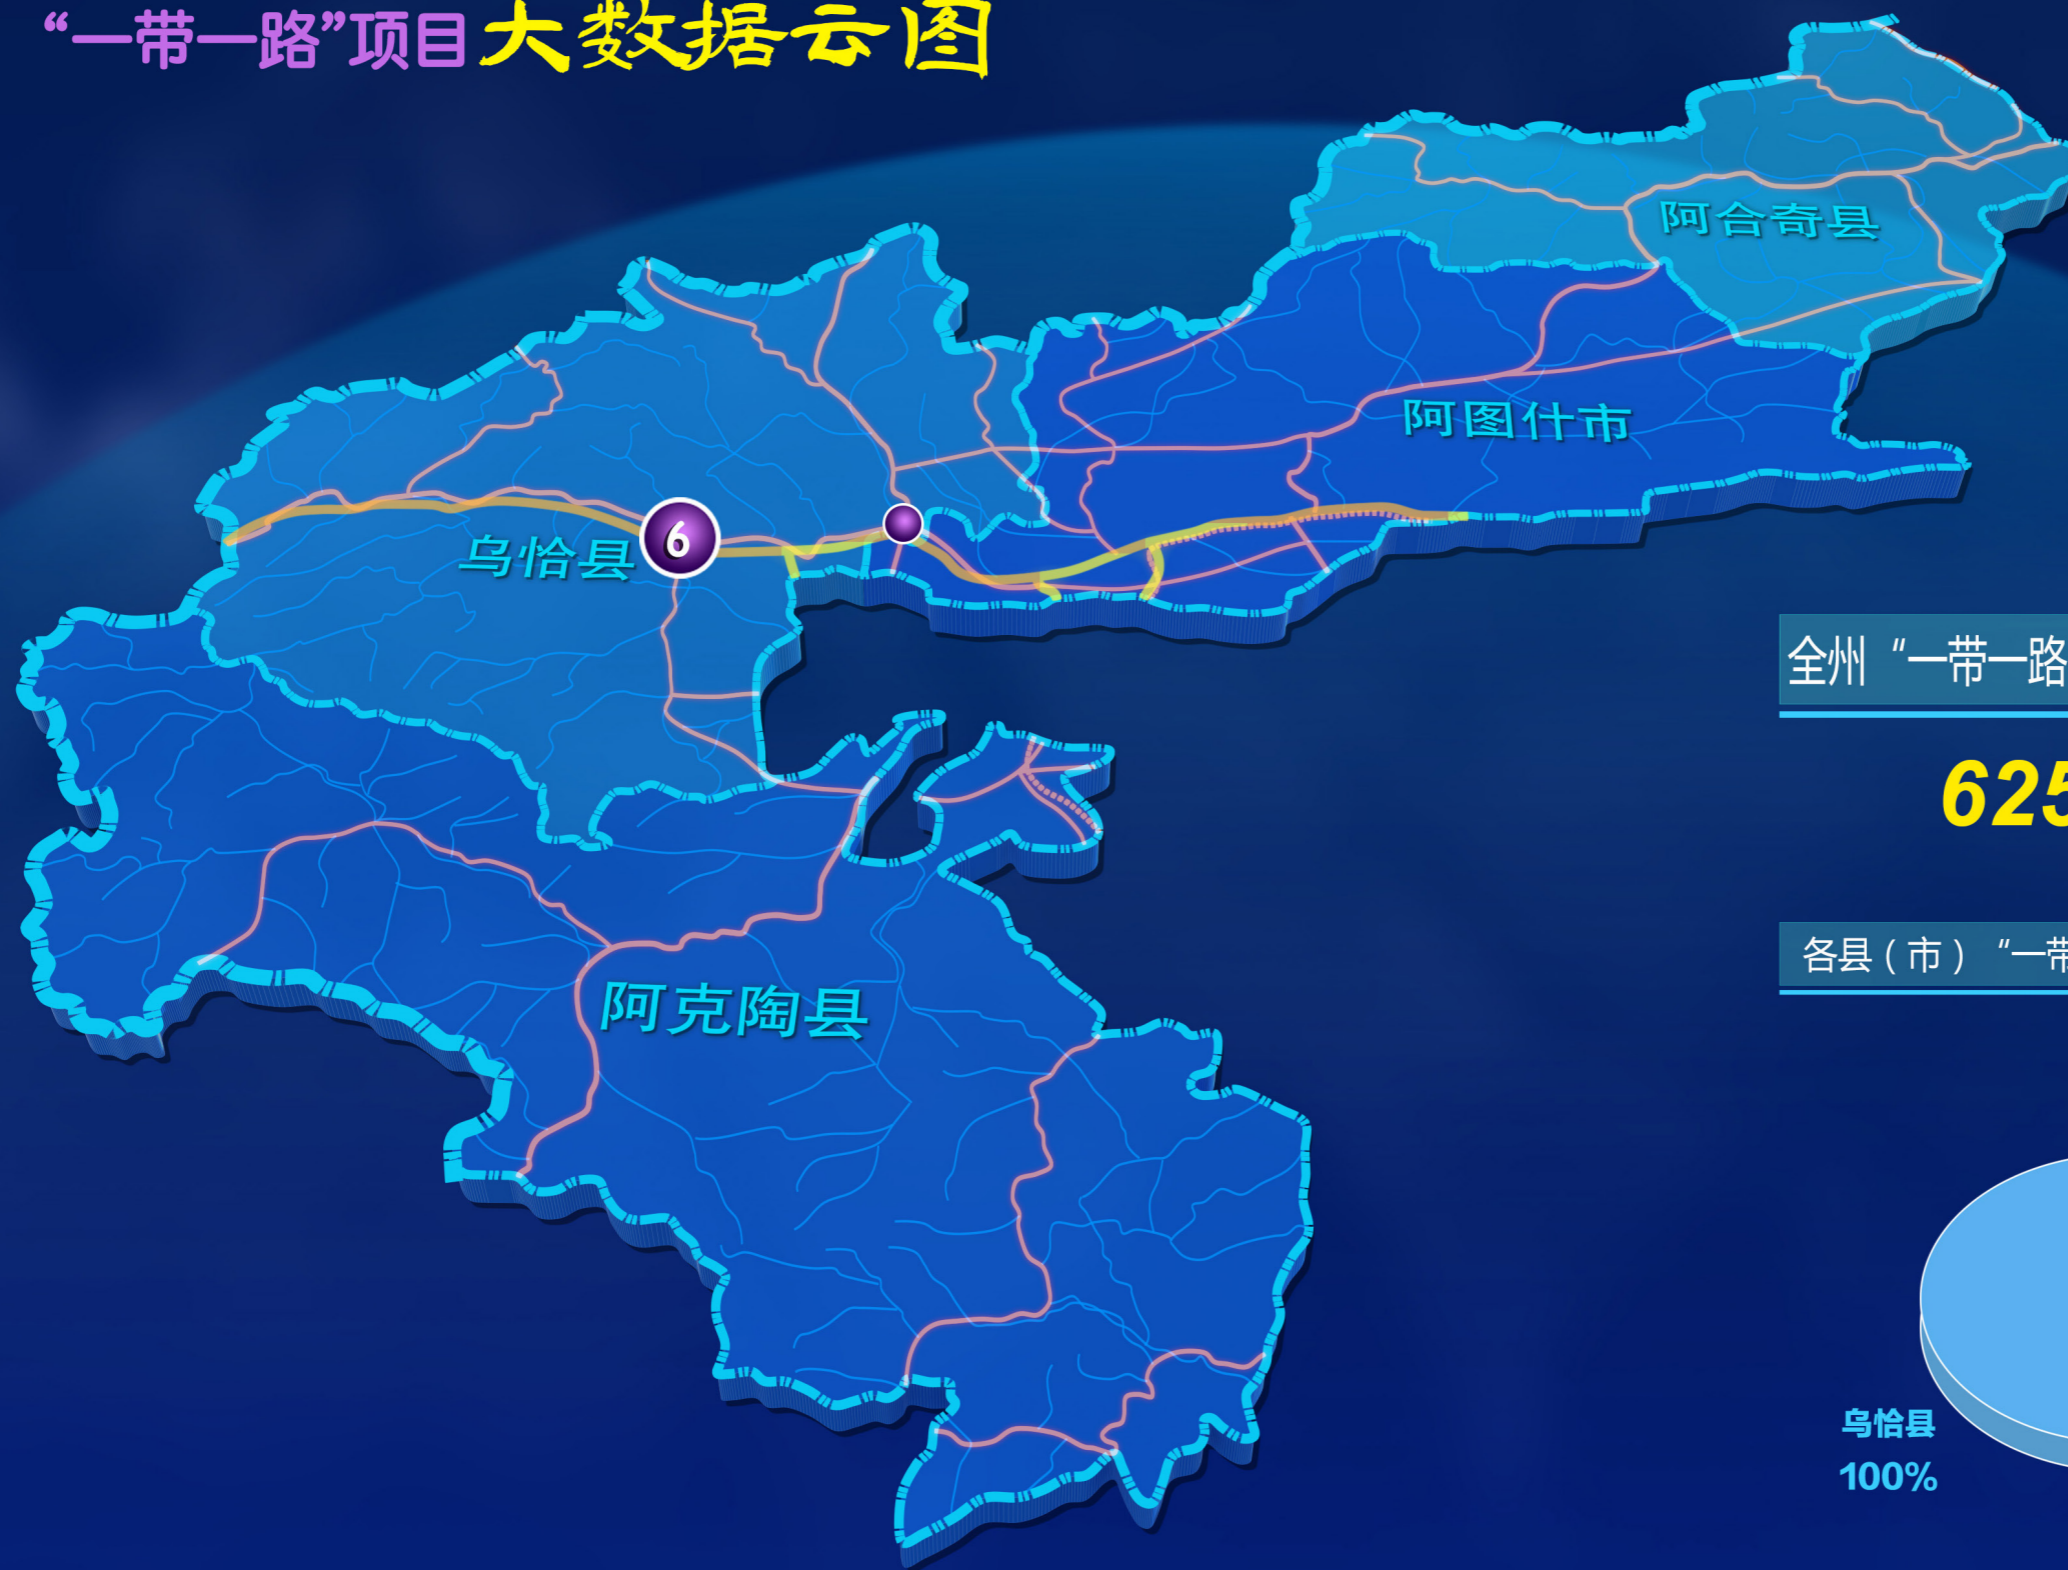 “一带一路”项目大数据云图
阿合奇县
阿图什市
6
乌恰县
全州“一带一路
625
各县（市）“一带
阿克陶县
乌恰县
100%